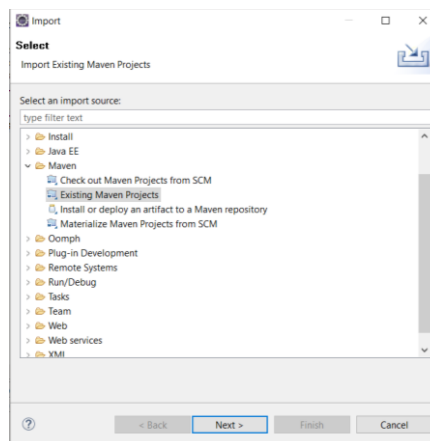 Import
Select
Import Existing Maven Projects
Select an import source:
type filter text
Install
Java EE
Maven
Check out Maven Projects from SCM
Existing Maven Projects
Install or deploy an artifact to a Maven repository
Materialize Maven Projects from SCM
Oomph
Plug-in Development
Remote Systems
Run/Debug
Tasks
Team
Web
Web services
XML
? < Back Next > Finish Cancel